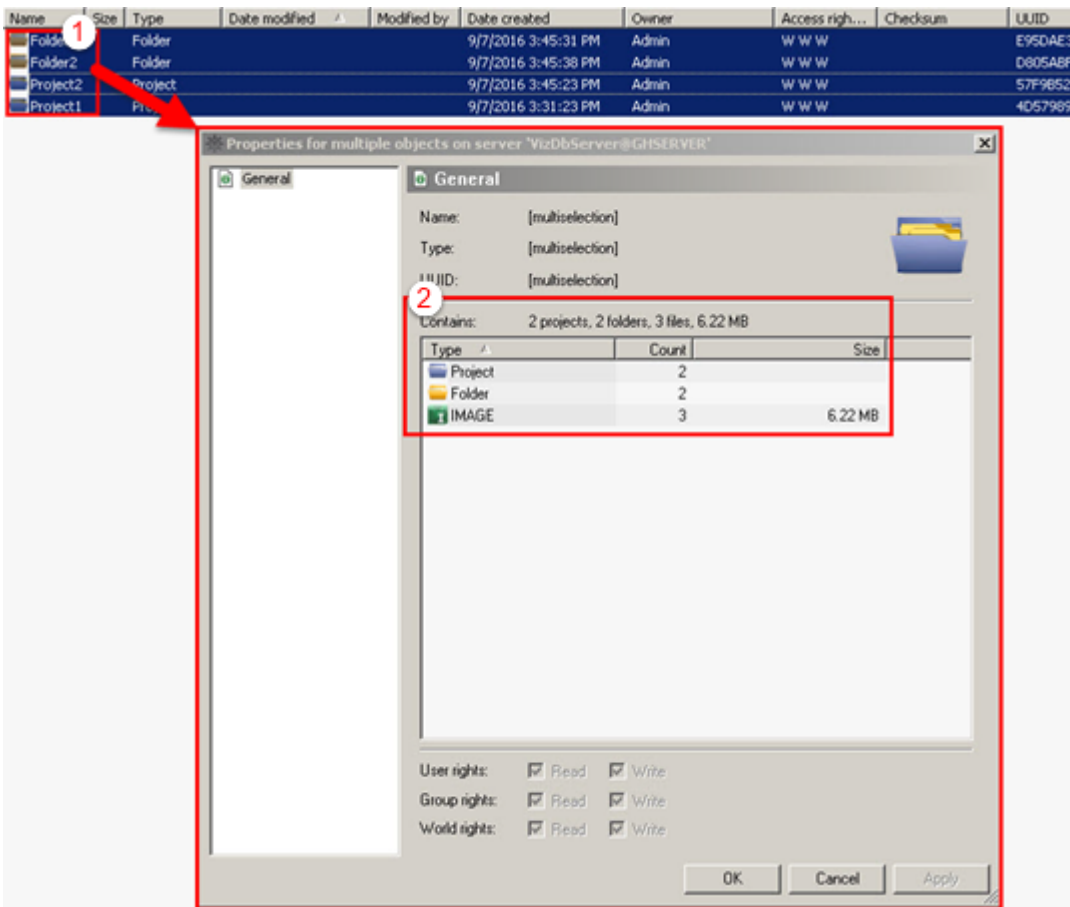 Name Size Type Date modified Modified by Date created Owner Access righ... Checksum UUID
1
Folder 9/7/2016 3:45:31 PM Admin W W W E95DAE3
Folder2 Folder 9/7/2016 3:45:38 PM Admin W W W D805ABF
Project2 Project 9/7/2016 3:45:23 PM Admin W W W 57F9B52
Project1 9/7/2016 3:31:23 PM Admin W W W 4D57989
Properties for multiple objects on server 'VizDbServer@GHSERVER'
General
General
Name: [multiselection]
Type: [multiselection]
UUID: [multiselection]
2
Contains: 2 projects, 2 folders, 3 files, 6.22 MB
Type Count Size
Project 2
Folder 2
IMAGE 3 6.22 MB
User rights: Read Write
Group rights: Read Write
World rights: Read Write
OK Cancel Apply